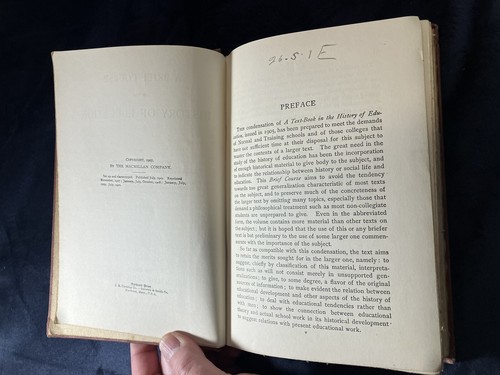 COPYRIGHT, 1907,
BY THE MACMILLAN COMPANY.
Norwood Press
26-S-1E
PREFACE
THIS condensation of A Text-Book in the History of Edu-
cation, issued in 1905, has been prepared to meet the demands
of Normal and Training schools and of those colleges that
have not sufficient time at their disposal for this subject to
master the contents of a larger text. The great need in the
study of the history of education has been the incorporation
of enough historical material to give body to the subject, and
to indicate the relationship between history or social life and
education. This Brief Course aims to avoid the tendency
towards too great generalization characteristic of most texts
on the subject, and to preserve much of the concreteness of
the larger text by omitting many topics, especially those that
demand a philosophical treatment such as most non-collegiate
students are unprepared to give. Even in the abbreviated
form, the volume contains more material than other texts on
the subject; but it is hoped that the use of this or any briefer
text is but preliminary to the use of some larger one commen-
surate with the importance of the subject.
So far as compatible with this condensation, the text aims
to retain the merits sought for in the larger one, namely: to
suggest, chiefly by classification of this material, interpreta-
tions such as will not consist merely in unsupported gen-
eralizations; to give, to some degree, a flavor of the original
sources of information; to make evident the relation between
educational development and other aspects of the history of
education; to deal with educational tendencies rather than
with men; to show the connection between educational
theory and actual school work in its historical development
to suggest relations with present educational work.